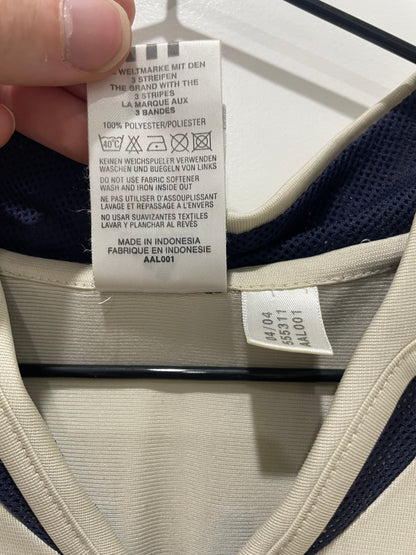 WELTMARKE MIT DEN
3 STREIFEN
THE BRAND WITH THE
3 STRIPES
LA MARQUE AUX
3 BANDES
100% POLYESTER/POLIESTER
40°C
KEINEN WEICHSPUELER VERWENDEN
WASCHEN UND BUEGELN VON LINKS
DO NOT USE FABRIC SOFTENER
WASH AND IRON INSIDE OUT
NE PAS UTILISER D'ASSOUPLISSANT
LAVAGE ET REPASSAGE A L'ENVERS
NO USAR SUAVIZANTES TEXTILES
LAVAR Y PLANCHAR AL REVÉS
MADE IN INDONESIA
FABRIQUE EN INDONESIE
AAL001
04/04
555311
AAL001